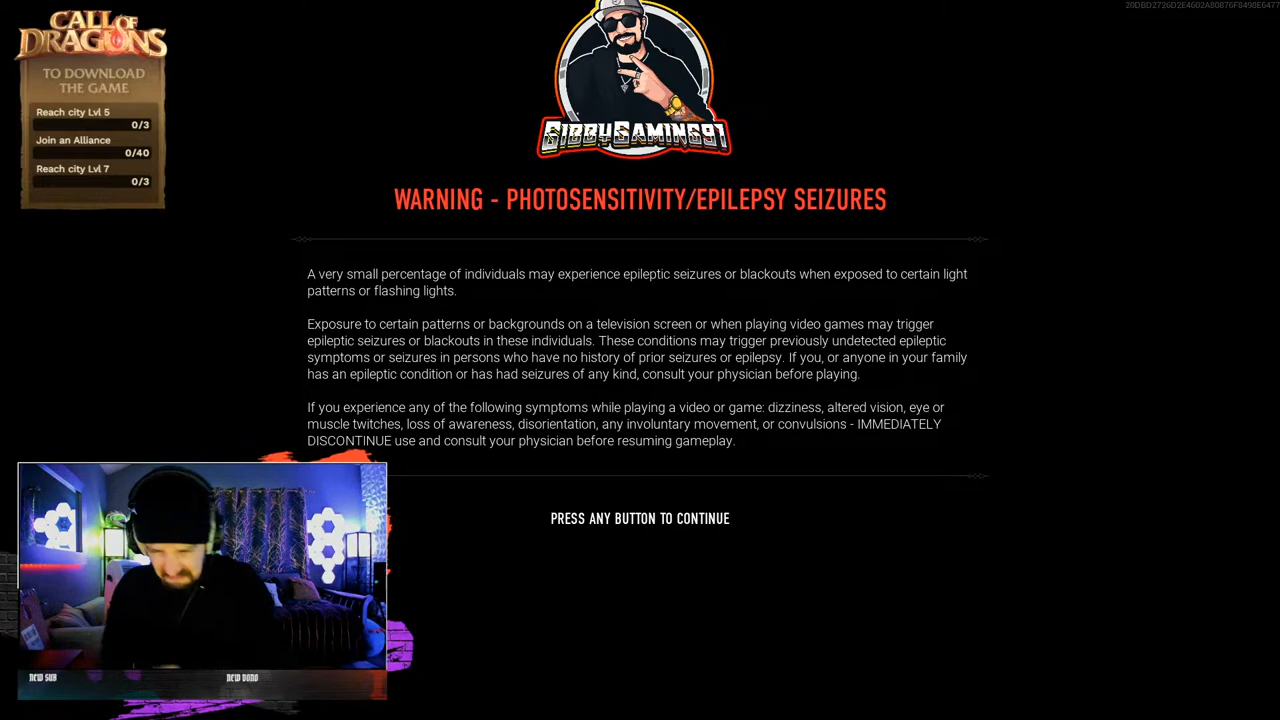 20DBD2726D2E4602A80876F8498E6477
CALL OF
DRAGONS
TO DOWNLOAD
THE GAME
Reach city Lvl 5
0/3
Join an Alliance
0/40
Reach city Lvl 7
0/3
GIBBYGAMING91
WARNING - PHOTOSENSITIVITY/EPILEPSY SEIZURES
A very small percentage of individuals may experience epileptic seizures or blackouts when exposed to certain light
patterns or flashing lights.
Exposure to certain patterns or backgrounds on a television screen or when playing video games may trigger
epileptic seizures or blackouts in these individuals. These conditions may trigger previously undetected epileptic
symptoms or seizures in persons who have no history of prior seizures or epilepsy. If you, or anyone in your family
has an epileptic condition or has had seizures of any kind, consult your physician before playing.
If you experience any of the following symptoms while playing a video or game: dizziness, altered vision, eye or
muscle twitches, loss of awareness, disorientation, any involuntary movement, or convulsions - IMMEDIATELY
DISCONTINUE use and consult your physician before resuming gameplay.
PRESS ANY BUTTON TO CONTINUE
NEW SUB
NEW DONO